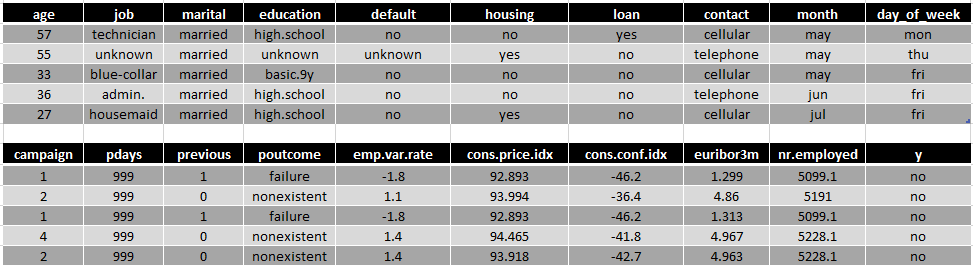 age job marital education default housing loan contact month day_of_week
57 technician married high.school no no yes cellular may mon
55 unknown married unknown unknown yes no telephone may thu
33 blue-collar married basic.9y no no no cellular may fri
36 admin. married high.school no no no telephone jun fri
27 housemaid married high.school no yes no cellular jul fri
campaign pdays previous poutcome emp.var.rate cons.price.idx cons.conf.idx euribor3m nr.employed y
1 999 1 failure -1.8 92.893 -46.2 1.299 5099.1 no
2 999 0 nonexistent 1.1 93.994 -36.4 4.86 5191 no
1 999 1 failure -1.8 92.893 -46.2 1.313 5099.1 no
4 999 0 nonexistent 1.4 94.465 -41.8 4.967 5228.1 no
2 999 0 nonexistent 1.4 93.918 -42.7 4.963 5228.1 no